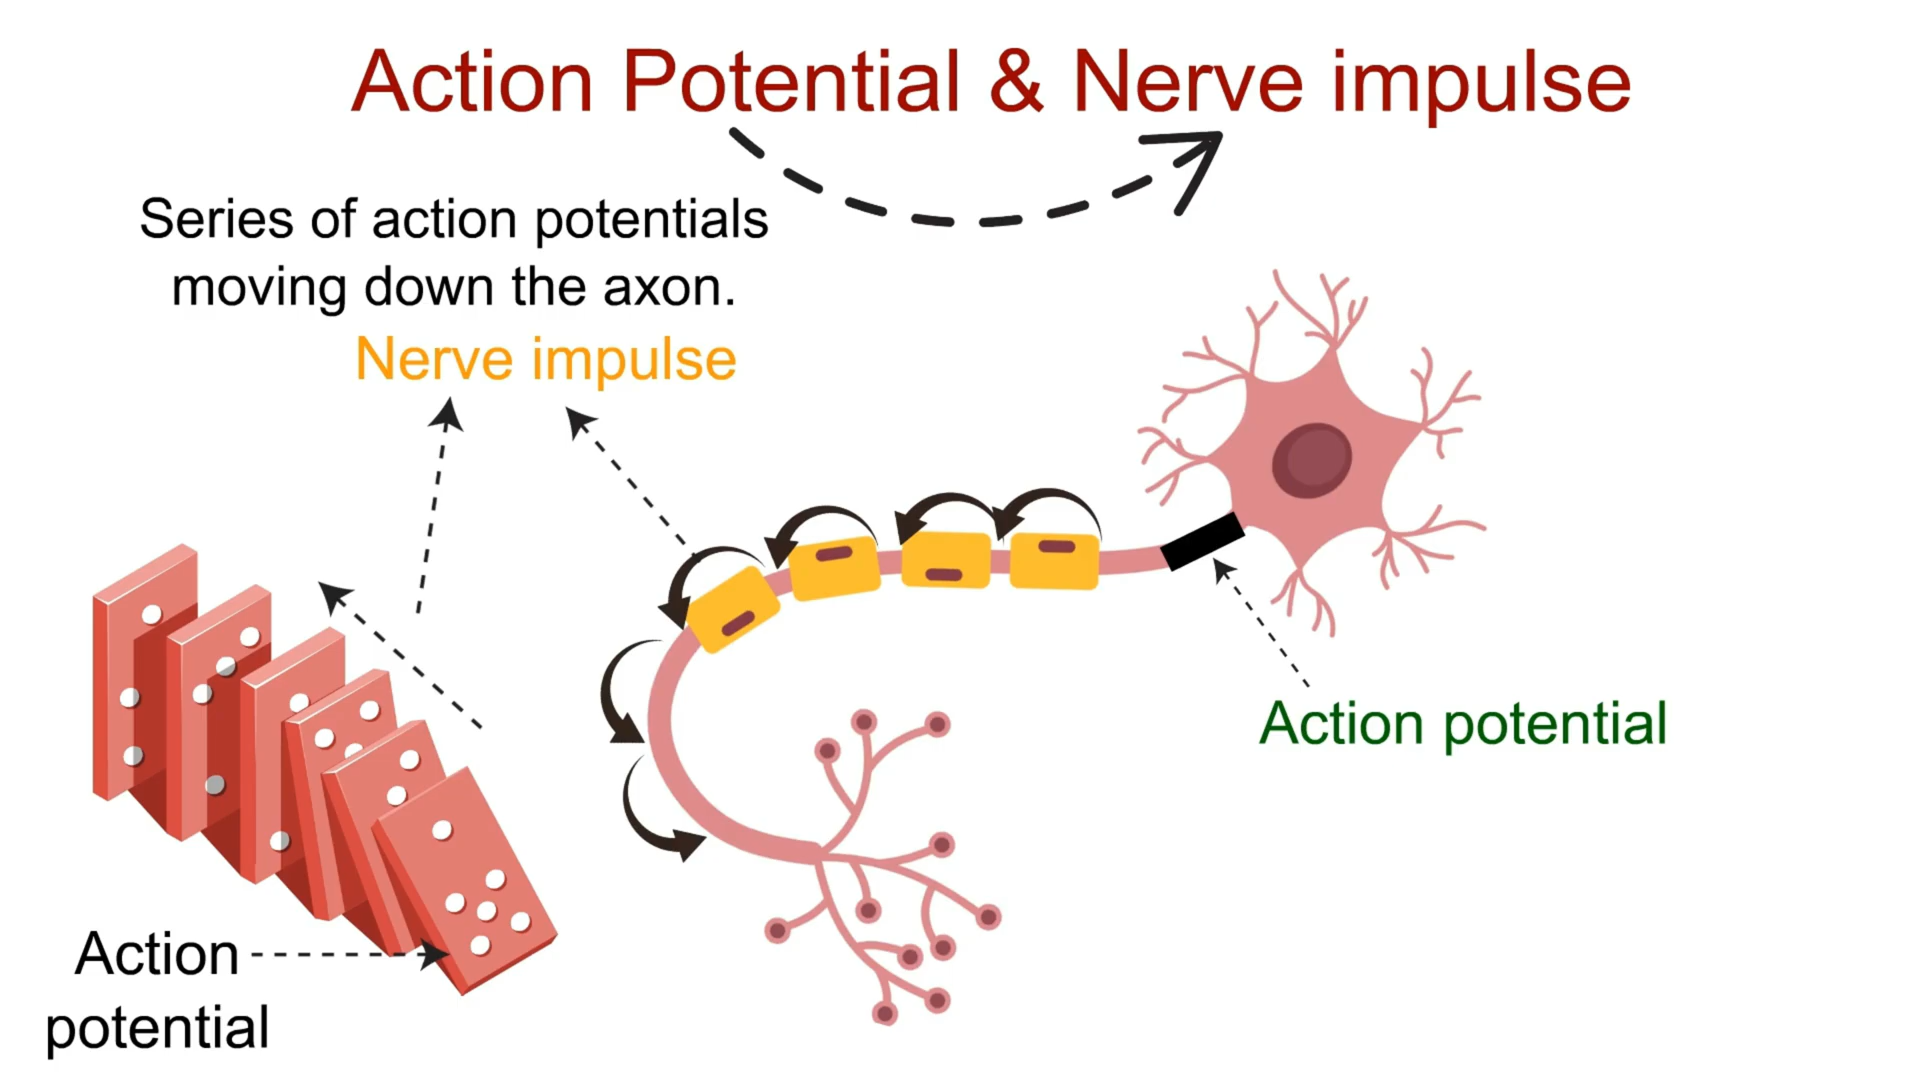 Action Potential & Nerve impulse
Series of action potentials
moving down the axon.
Nerve impulse
Action potential
Action
potential